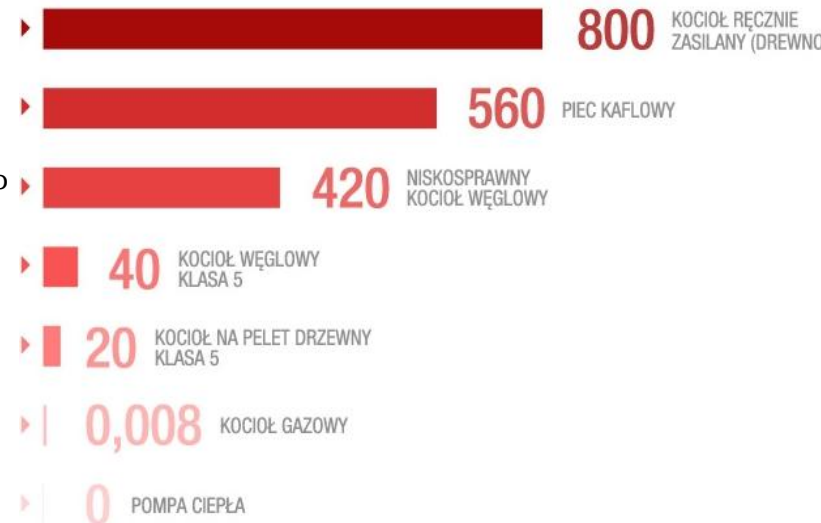 800 KOCIOŁ RĘCZNIE
ZASILANY (DREWNO
560 PIEC KAFLOWY
420 NISKOSPRAWNY
KOCIOŁ WĘGLOWY
40 KOCIOŁ WĘGLOWY
KLASA 5
20 KOCIOŁ NA PELET DRZEWNY
KLASA 5
0,008 KOCIOŁ GAZOWY
0 POMPA CIEPŁA